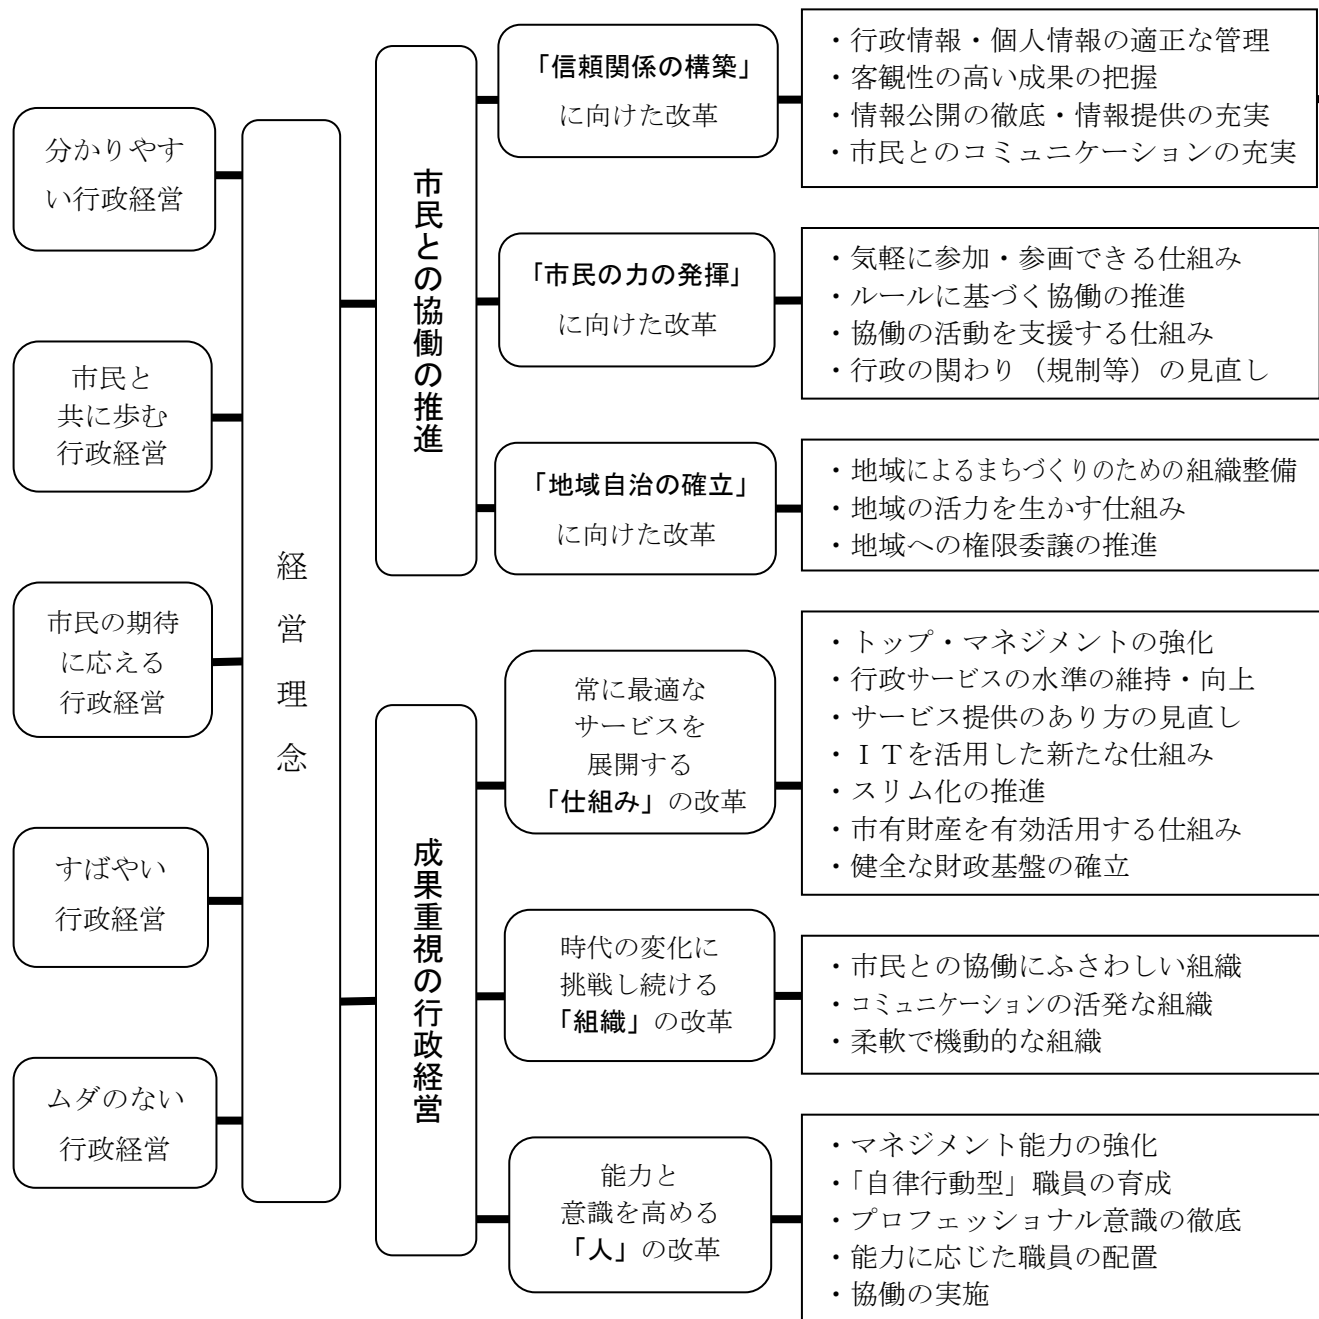 分かりやす
い行政経営
市民と
共に歩む
行政経営
市民の期待
に応える
行政経営
すばやい
行政経営
ムダのない
行政経営
経営理念
市民との協働の推進
「信頼関係の構築」
に向けた改革
・行政情報・個人情報の適正な管理
・客観性の高い成果の把握
・情報公開の徹底・情報提供の充実
・市民とのコミュニケーションの充実
「市民の力の発揮」
に向けた改革
・気軽に参加・参画できる仕組み
・ルールに基づく協働の推進
・協働の活動を支援する仕組み
・行政の関わり（規制等）の見直し
「地域自治の確立」
に向けた改革
・地域によるまちづくりのための組織整備
・地域の活力を生かす仕組み
・地域への権限委譲の推進
成果重視の行政経営
常に最適な
サービスを
展開する
「仕組み」の改革
・トップ・マネジメントの強化
・行政サービスの水準の維持・向上
・サービス提供のあり方の見直し
・ＩＴを活用した新たな仕組み
・スリム化の推進
・市有財産を有効活用する仕組み
・健全な財政基盤の確立
時代の変化に
挑戦し続ける
「組織」の改革
・市民との協働にふさわしい組織
・コミュニケーションの活発な組織
・柔軟で機動的な組織
能力と
意識を高める
「人」の改革
・マネジメント能力の強化
・「自律行動型」職員の育成
・プロフェッショナル意識の徹底
・能力に応じた職員の配置
・協働の実施